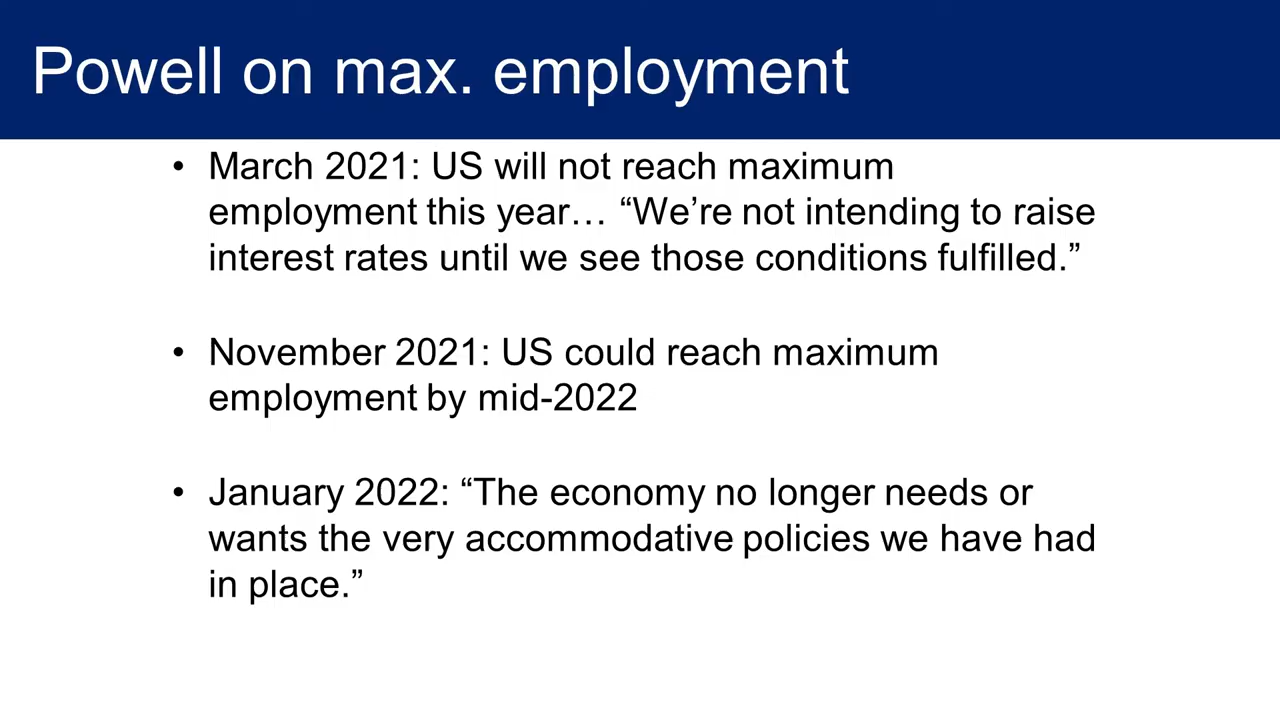 Powell on max. employment
• March 2021: US will not reach maximum
employment this year… “We’re not intending to raise
interest rates until we see those conditions fulfilled.”
• November 2021: US could reach maximum
employment by mid-2022
• January 2022: “The economy no longer needs or
wants the very accommodative policies we have had
in place.”